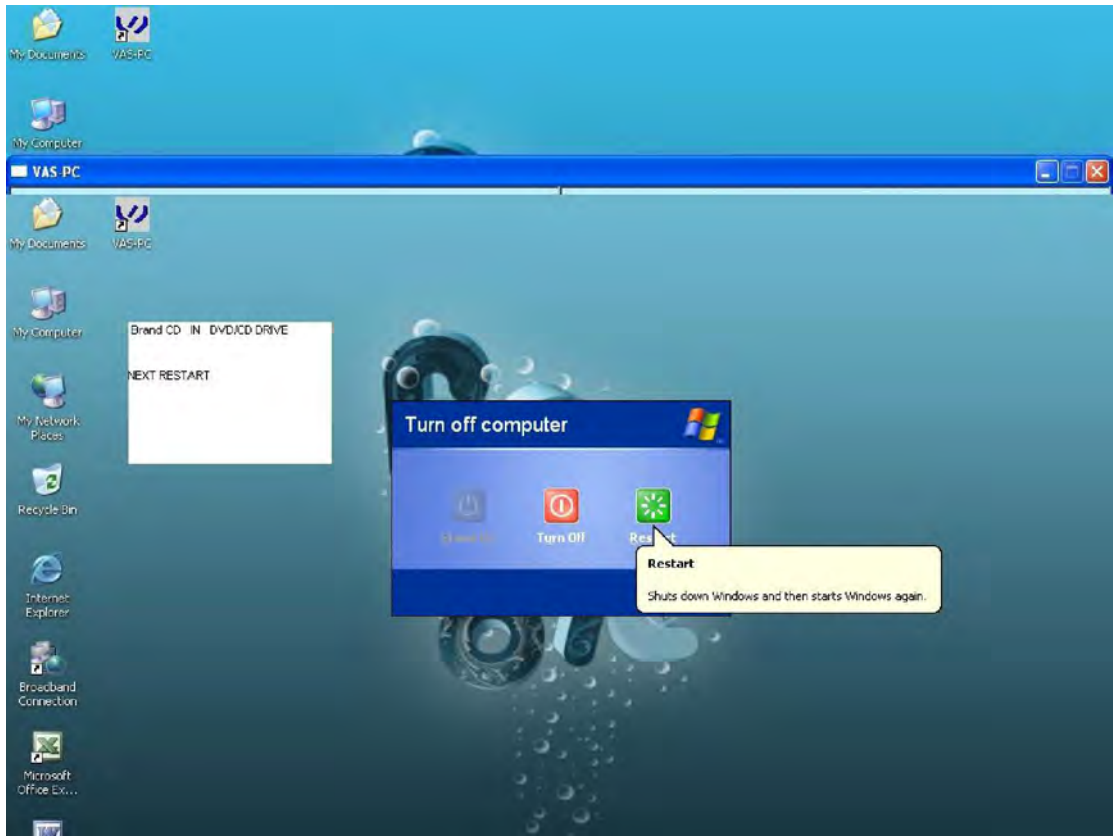 My Documents
VAS-PC
My Computer
VAS-PC
My Documents
VAS-PC
My Computer
Brand CD IN DVD/CD DRIVE
NEXT RESTART
My Network
Places
Recycle Bin
Turn off computer
Turn Off
Restart
Restart
Shuts down Windows and then starts Windows again.
Internet
Explorer
Broadband
Connection
Microsoft
Office Ex...